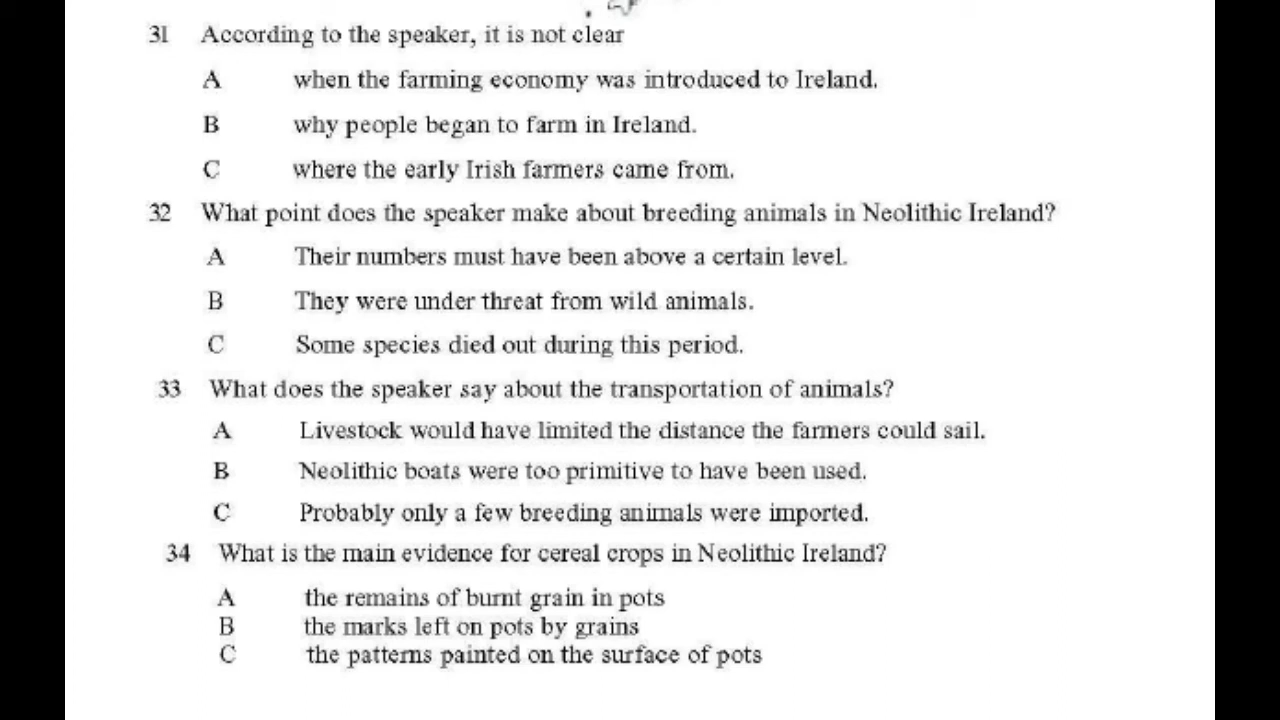 31 According to the speaker, it is not clear
A when the farming economy was introduced to Ireland.
B why people began to farm in Ireland.
C where the early Irish farmers came from.
32 What point does the speaker make about breeding animals in Neolithic Ireland?
A Their numbers must have been above a certain level.
B They were under threat from wild animals.
C Some species died out during this period.
33 What does the speaker say about the transportation of animals?
A Livestock would have limited the distance the farmers could sail.
B Neolithic boats were too primitive to have been used.
C Probably only a few breeding animals were imported.
34 What is the main evidence for cereal crops in Neolithic Ireland?
A the remains of burnt grain in pots
B the marks left on pots by grains
C the patterns painted on the surface of pots